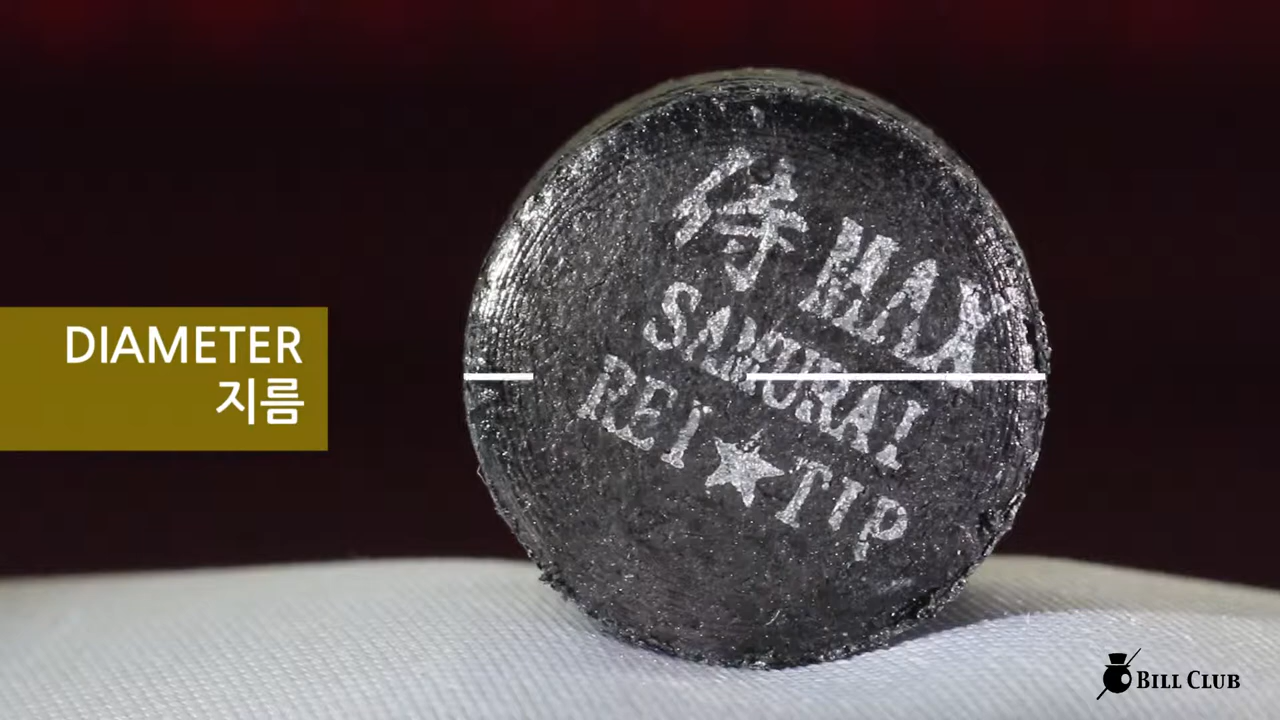 DIAMETER
지름
侍 MAX
SAMURAI
REI★TIP
BILL CLUB